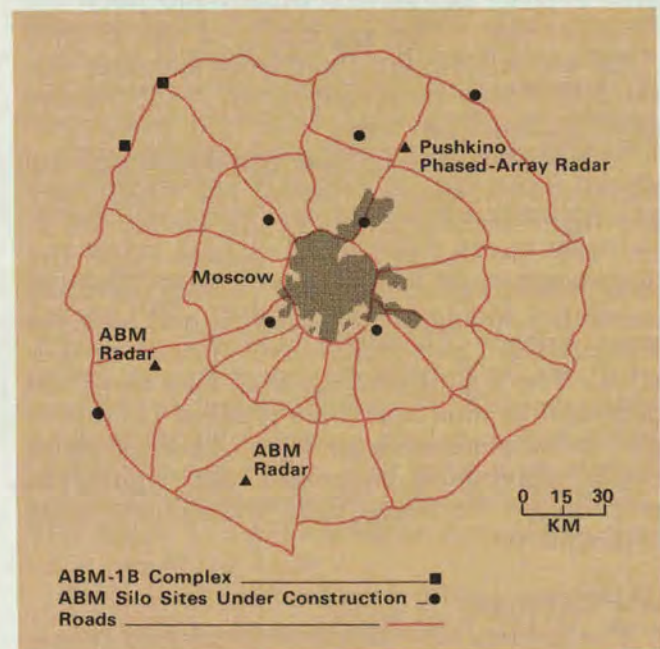 Pushkino
Phased-Array Radar
Moscow
ABM
Radar
ABM
Radar
0 15 30
KM
ABM-1B Complex
ABM Silo Sites Under Construction
Roads